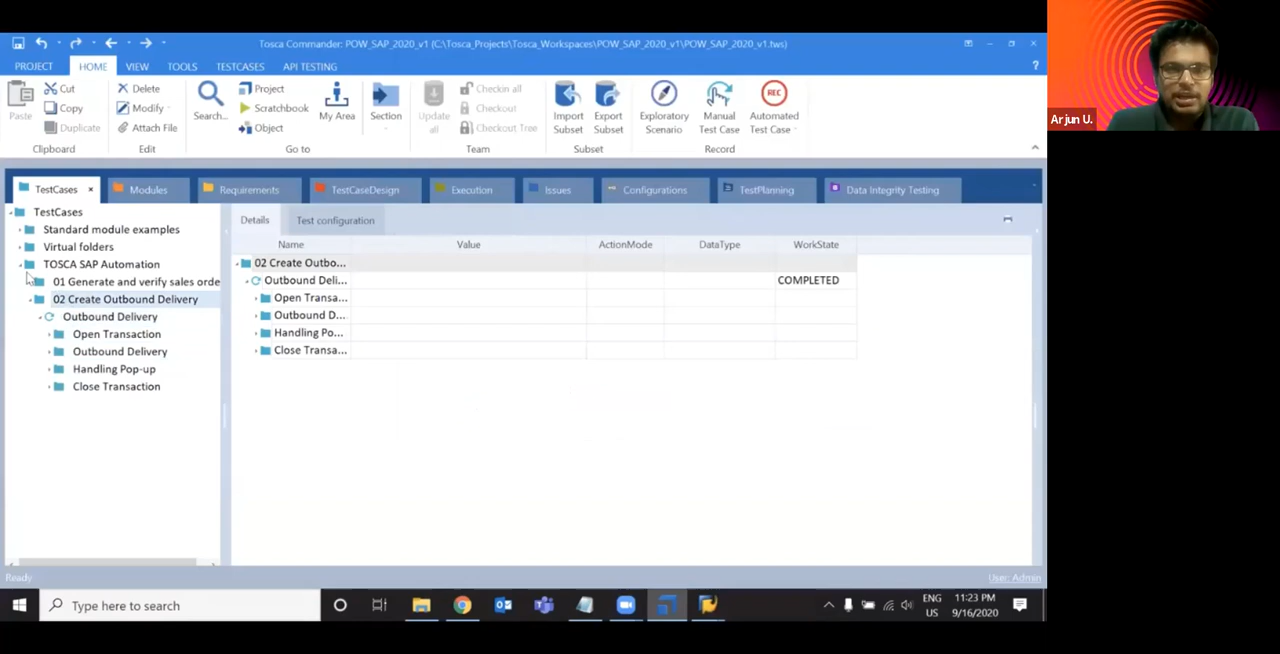 Tosca Commander: POW_SAP_2020_v1 (C:\Tosca_Projects\Tosca_Workspaces\POW_SAP_2020_v1\POW_SAP_2020_v1.tws)
PROJECT HOME VIEW TOOLS TESTCASES API TESTING ?
Paste
Cut
Copy
Duplicate
Clipboard
Delete
Modify
Attach File
Edit
Search...
Project
Scratchbook
Object
My Area
Section
Go to
Update all
Checkin all
Checkout
Checkout Tree
Team
Import Subset
Export Subset
Subset
Exploratory Scenario
Manual Test Case
REC
Automated Test Case
Record
TestCases × Modules Requirements TestCaseDesign Execution Issues Configurations TestPlanning Data Integrity Testing
TestCases
Standard module examples
Virtual folders
TOSCA SAP Automation
01 Generate and verify sales orde
02 Create Outbound Delivery
Outbound Delivery
Open Transaction
Outbound Delivery
Handling Pop-up
Close Transaction
Details Test configuration
Name Value ActionMode DataType WorkState
02 Create Outbo...
Outbound Deli... COMPLETED
Open Transa...
Outbound D...
Handling Po...
Close Transa...
Ready User: Admin
Type here to search
ENG
US
11:23 PM
9/16/2020
Arjun U.